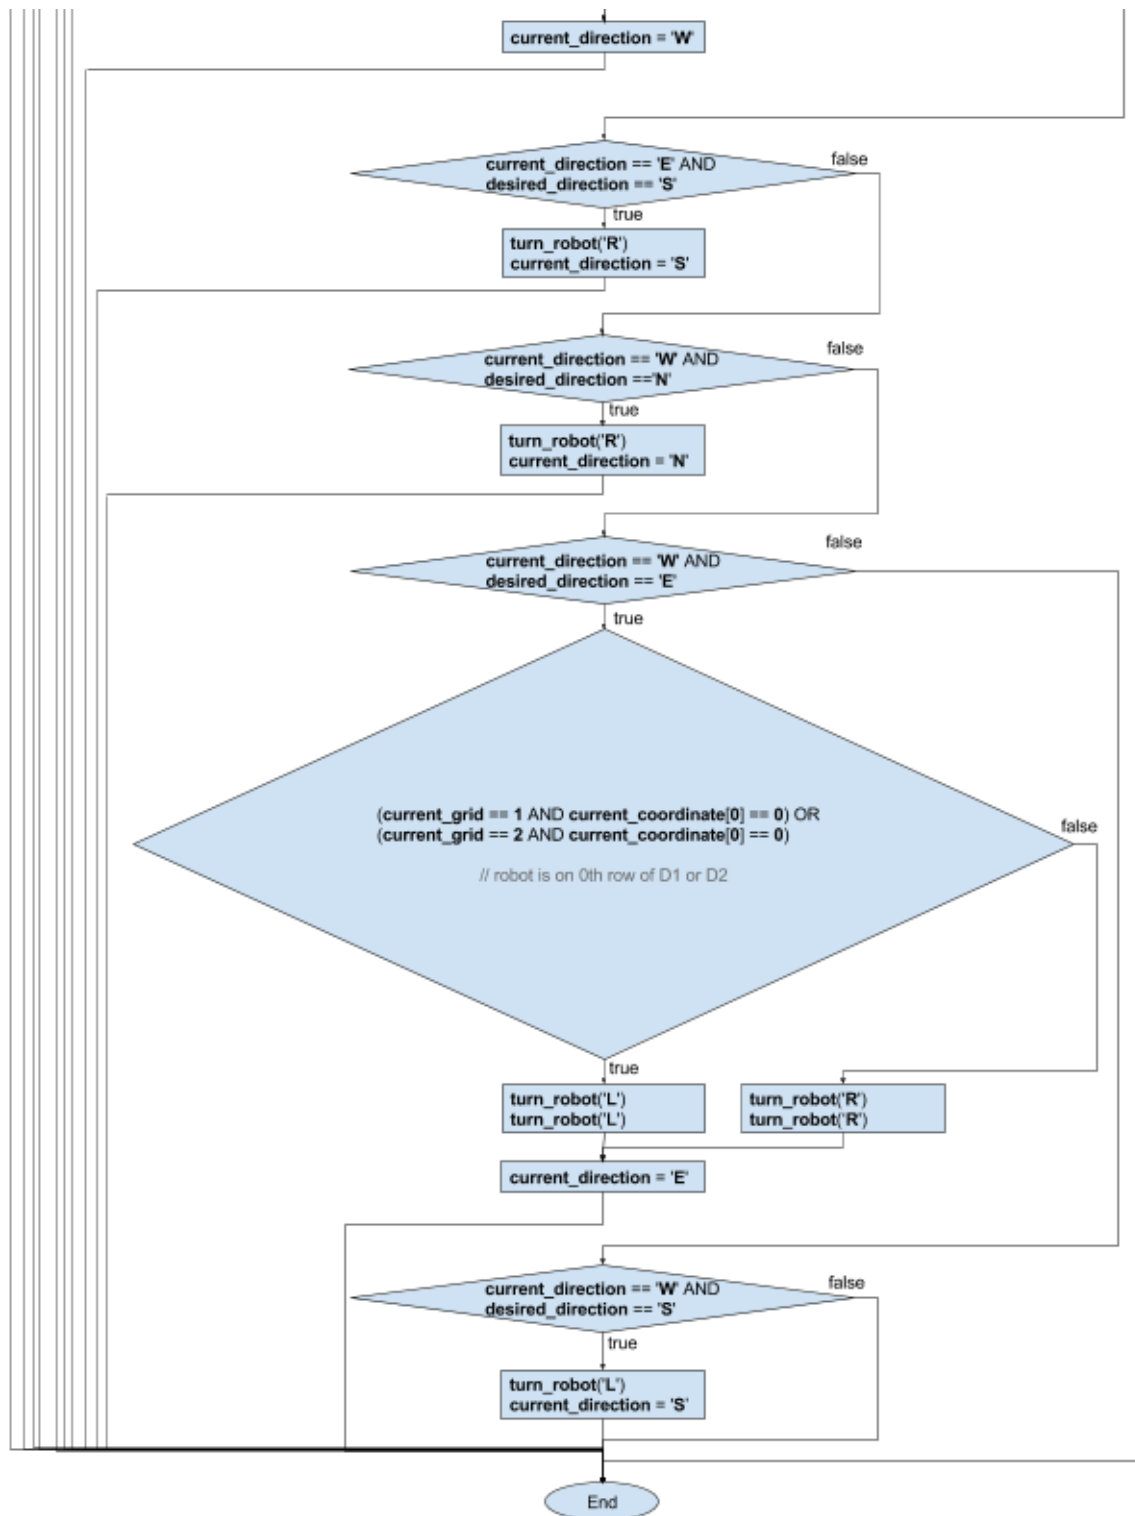 current_direction = 'W'
current_direction == 'E' AND
desired_direction == 'S'
false
true
turn_robot('R')
current_direction = 'S'
current_direction == 'W' AND
desired_direction =='N'
false
true
turn_robot('R')
current_direction = 'N'
current_direction == 'W' AND
desired_direction == 'E'
false
true
(current_grid == 1 AND current_coordinate[0] == 0) OR
(current_grid == 2 AND current_coordinate[0] == 0)
// robot is on 0th row of D1 or D2
false
true
turn_robot('L')
turn_robot('L')
turn_robot('R')
turn_robot('R')
current_direction = 'E'
current_direction == 'W' AND
desired_direction == 'S'
false
true
turn_robot('L')
current_direction = 'S'
End